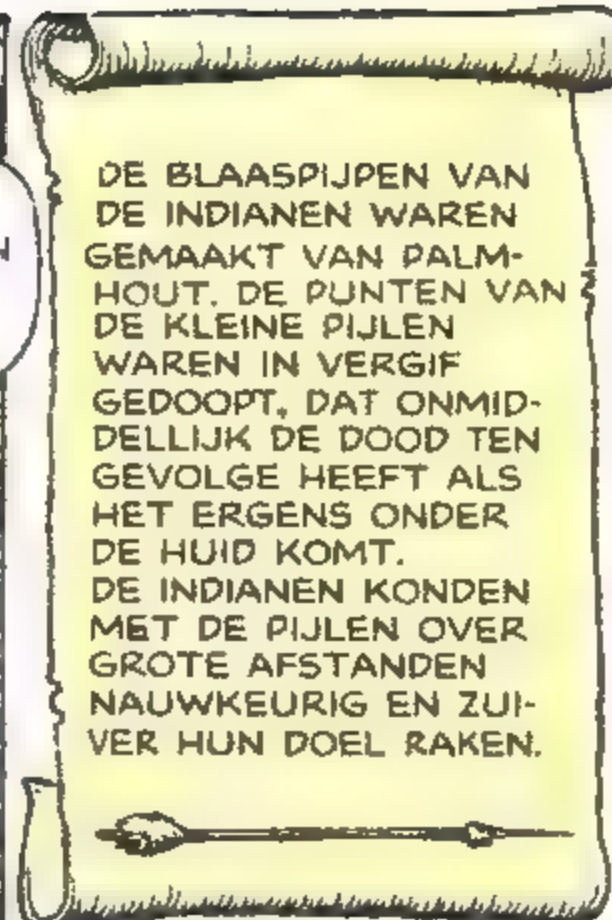 DE BLAASPIJPEN VAN
DE INDIANEN WAREN
GEMAAKT VAN PALM-
HOUT. DE PUNTEN VAN
DE KLEINE PIJLEN
WAREN IN VERGIF
GEDOOPT, DAT ONMID-
DELLIJK DE DOOD TEN
GEVOLGE HEEFT ALS
HET ERGENS ONDER
DE HUID KOMT.
DE INDIANEN KONDEN
MET DE PIJLEN OVER
GROTE AFSTANDEN
NAUWKEURIG EN ZUI-
VER HUN DOEL RAKEN.